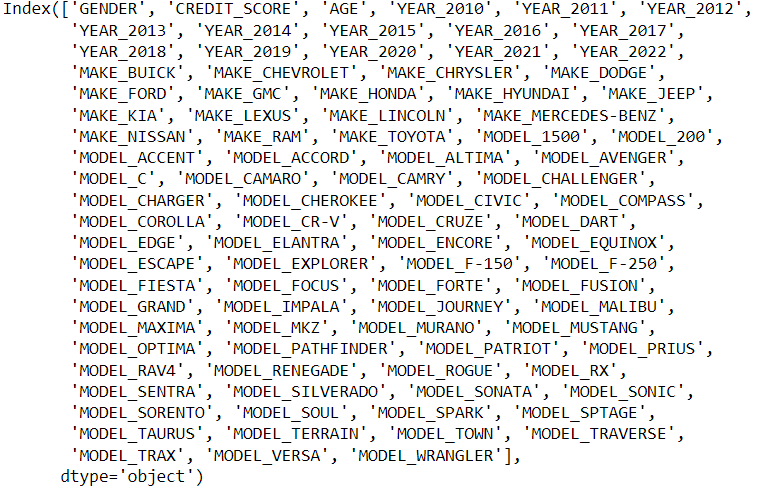 Index(['GENDER', 'CREDIT_SCORE', 'AGE', 'YEAR_2010', 'YEAR_2011', 'YEAR_2012',
'YEAR_2013', 'YEAR_2014', 'YEAR_2015', 'YEAR_2016', 'YEAR_2017',
'YEAR_2018', 'YEAR_2019', 'YEAR_2020', 'YEAR_2021', 'YEAR_2022',
'MAKE_BUICK', 'MAKE_CHEVROLET', 'MAKE_CHRYSLER', 'MAKE_DODGE',
'MAKE_FORD', 'MAKE_GMC', 'MAKE_HONDA', 'MAKE_HYUNDAI', 'MAKE_JEEP',
'MAKE_KIA', 'MAKE_LEXUS', 'MAKE_LINCOLN', 'MAKE_MERCEDES-BENZ',
'MAKE_NISSAN', 'MAKE_RAM', 'MAKE_TOYOTA', 'MODEL_1500', 'MODEL_200',
'MODEL_ACCENT', 'MODEL_ACCORD', 'MODEL_ALTIMA', 'MODEL_AVENGER',
'MODEL_C', 'MODEL_CAMARO', 'MODEL_CAMRY', 'MODEL_CHALLENGER',
'MODEL_CHARGER', 'MODEL_CHEROKEE', 'MODEL_CIVIC', 'MODEL_COMPASS',
'MODEL_COROLLA', 'MODEL_CR-V', 'MODEL_CRUZE', 'MODEL_DART',
'MODEL_EDGE', 'MODEL_ELANTRA', 'MODEL_ENCORE', 'MODEL_EQUINOX',
'MODEL_ESCAPE', 'MODEL_EXPLORER', 'MODEL_F-150', 'MODEL_F-250',
'MODEL_FIESTA', 'MODEL_FOCUS', 'MODEL_FORTE', 'MODEL_FUSION',
'MODEL_GRAND', 'MODEL_IMPALA', 'MODEL_JOURNEY', 'MODEL_MALIBU',
'MODEL_MAXIMA', 'MODEL_MKZ', 'MODEL_MURANO', 'MODEL_MUSTANG',
'MODEL_OPTIMA', 'MODEL_PATHFINDER', 'MODEL_PATRIOT', 'MODEL_PRIUS',
'MODEL_RAV4', 'MODEL_RENEGADE', 'MODEL_ROGUE', 'MODEL_RX',
'MODEL_SENTRA', 'MODEL_SILVERADO', 'MODEL_SONATA', 'MODEL_SONIC',
'MODEL_SORENTO', 'MODEL_SOUL', 'MODEL_SPARK', 'MODEL_SPTAGE',
'MODEL_TAURUS', 'MODEL_TERRAIN', 'MODEL_TOWN', 'MODEL_TRAVERSE',
'MODEL_TRAX', 'MODEL_VERSA', 'MODEL_WRANGLER'],
dtype='object')